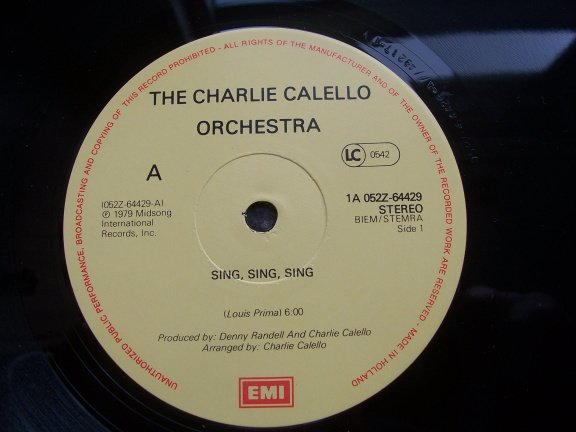 UNAUTHORIZED PUBLIC PERFORMANCE, BROADCASTING AND COPYING OF THIS RECORD PROHIBITED - ALL RIGHTS OF THE MANUFACTURER AND OF THE OWNER OF THE RECORDED WORK ARE RESERVED. MADE IN HOLLAND
THE CHARLIE CALELLO
ORCHESTRA
A
LC 0542
I052Z-64429-AI
℗ 1979 Midsong
International
Records, Inc.
1A 052Z-64429
STEREO
BIEM/STEMRA
Side 1
SING, SING, SING
(Louis Prima) 6:00
Produced by: Denny Randell And Charlie Calello
Arranged by: Charlie Calello
EMI